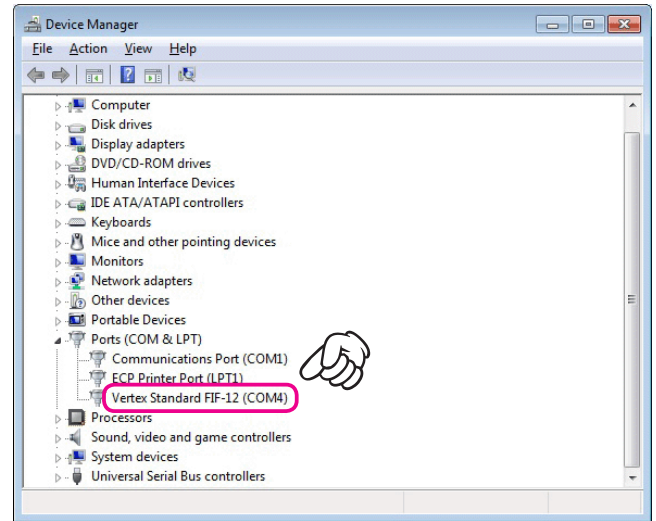 Device Manager
File Action View Help
Computer
Disk drives
Display adapters
DVD/CD-ROM drives
Human Interface Devices
IDE ATA/ATAPI controllers
Keyboards
Mice and other pointing devices
Monitors
Network adapters
Other devices
Portable Devices
Ports (COM & LPT)
Communications Port (COM1)
ECP Printer Port (LPT1)
Vertex Standard FIF-12 (COM4)
Processors
Sound, video and game controllers
System devices
Universal Serial Bus controllers